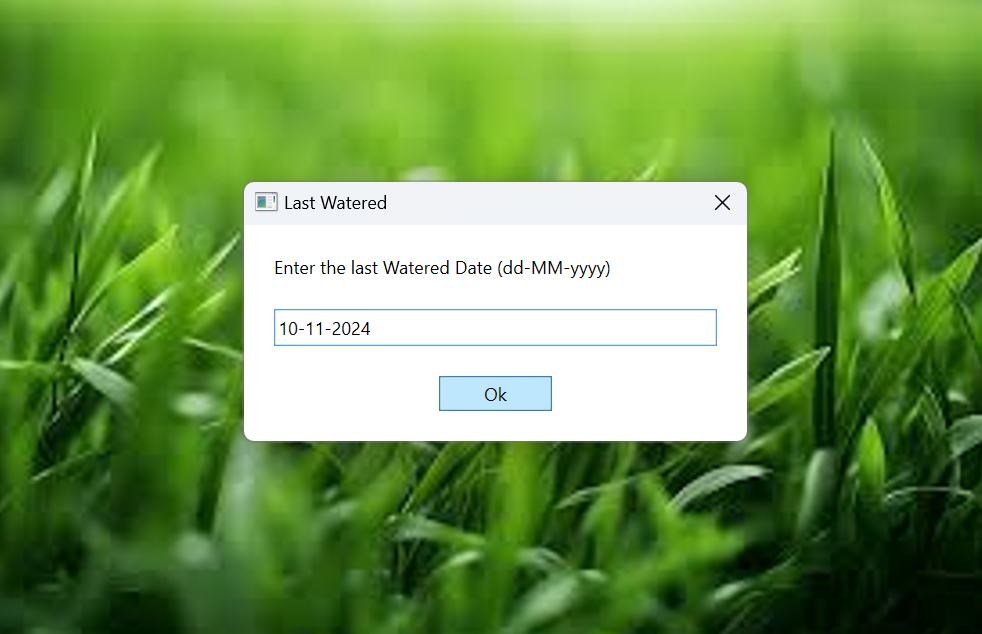 Last Watered
Enter the last Watered Date (dd-MM-yyyy)
10-11-2024
Ok